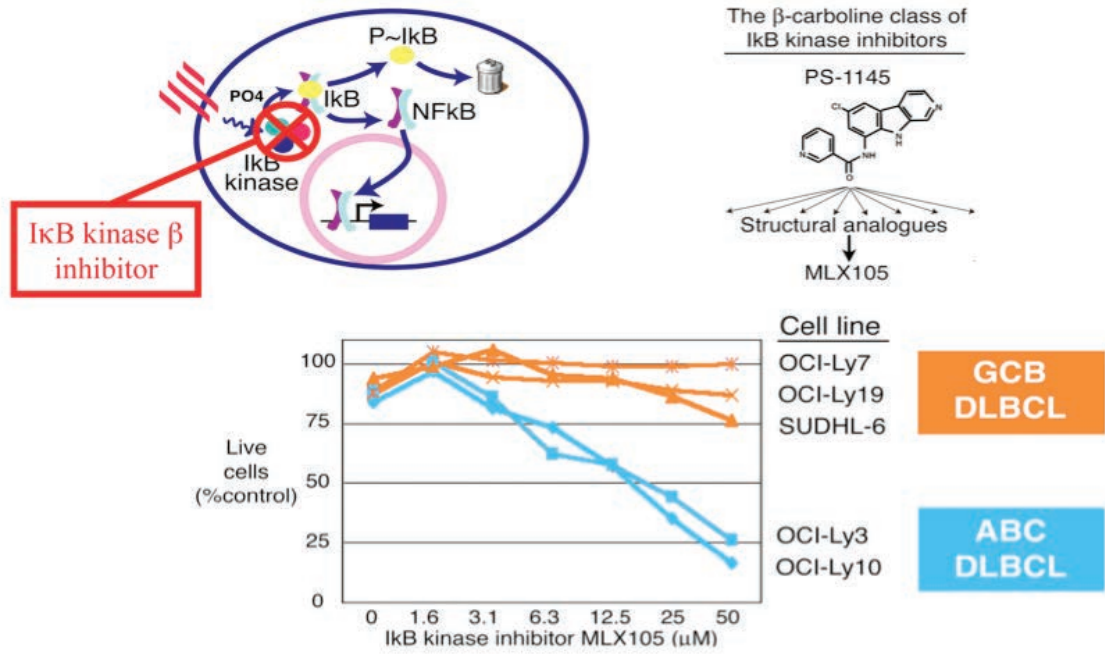 P~IkB
PO4
IkB
NFkB
IkB
kinase
IκB kinase β
inhibitor
The β-carboline class of
IkB kinase inhibitors
PS-1145
Cl
N
N
H
N
NH
O
Structural analogues
MLX105
Live
cells
(%control)
100
75
50
25
0
0 1.6 3.1 6.3 12.5 25 50
IkB kinase inhibitor MLX105 (μM)
Cell line
OCI-Ly7
OCI-Ly19
SUDHL-6
OCI-Ly3
OCI-Ly10
GCB
DLBCL
ABC
DLBCL